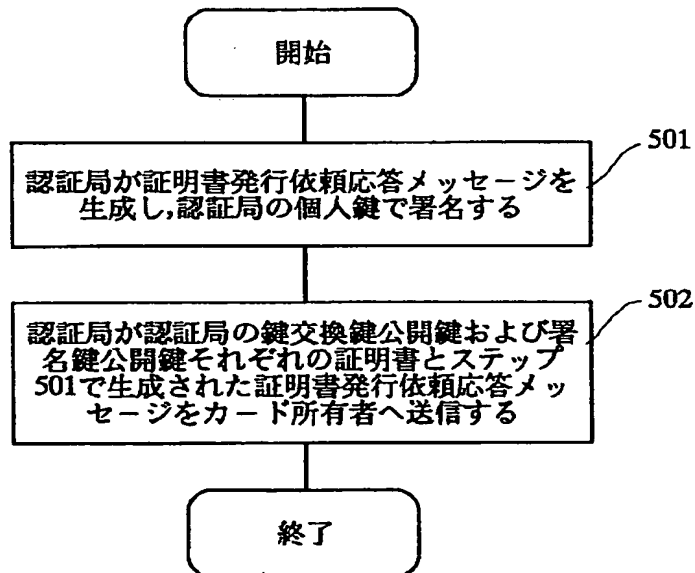 開始
501
認証局が証明書発行依頼応答メッセージを
生成し,認証局の個人鍵で署名する
502
認証局が認証局の鍵交換鍵公開鍵および署
名鍵公開鍵それぞれの証明書とステップ
501で生成された証明書発行依頼応答メッ
セージをカード所有者へ送信する
終了